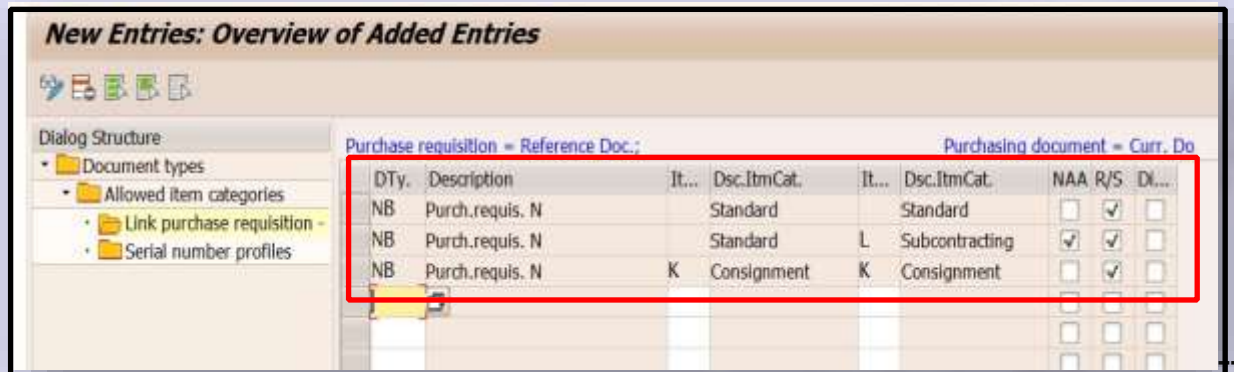 New Entries: Overview of Added Entries
Dialog Structure
Document types
Allowed item categories
Link purchase requisition -
Serial number profiles
Purchase requisition = Reference Doc.; Purchasing document = Curr. Do
DTy. Description It... Dsc.ItmCat. It... Dsc.ItmCat. NAA R/S Di...
NB Purch.requis. N Standard Standard
NB Purch.requis. N Standard L Subcontracting
NB Purch.requis. N K Consignment K Consignment